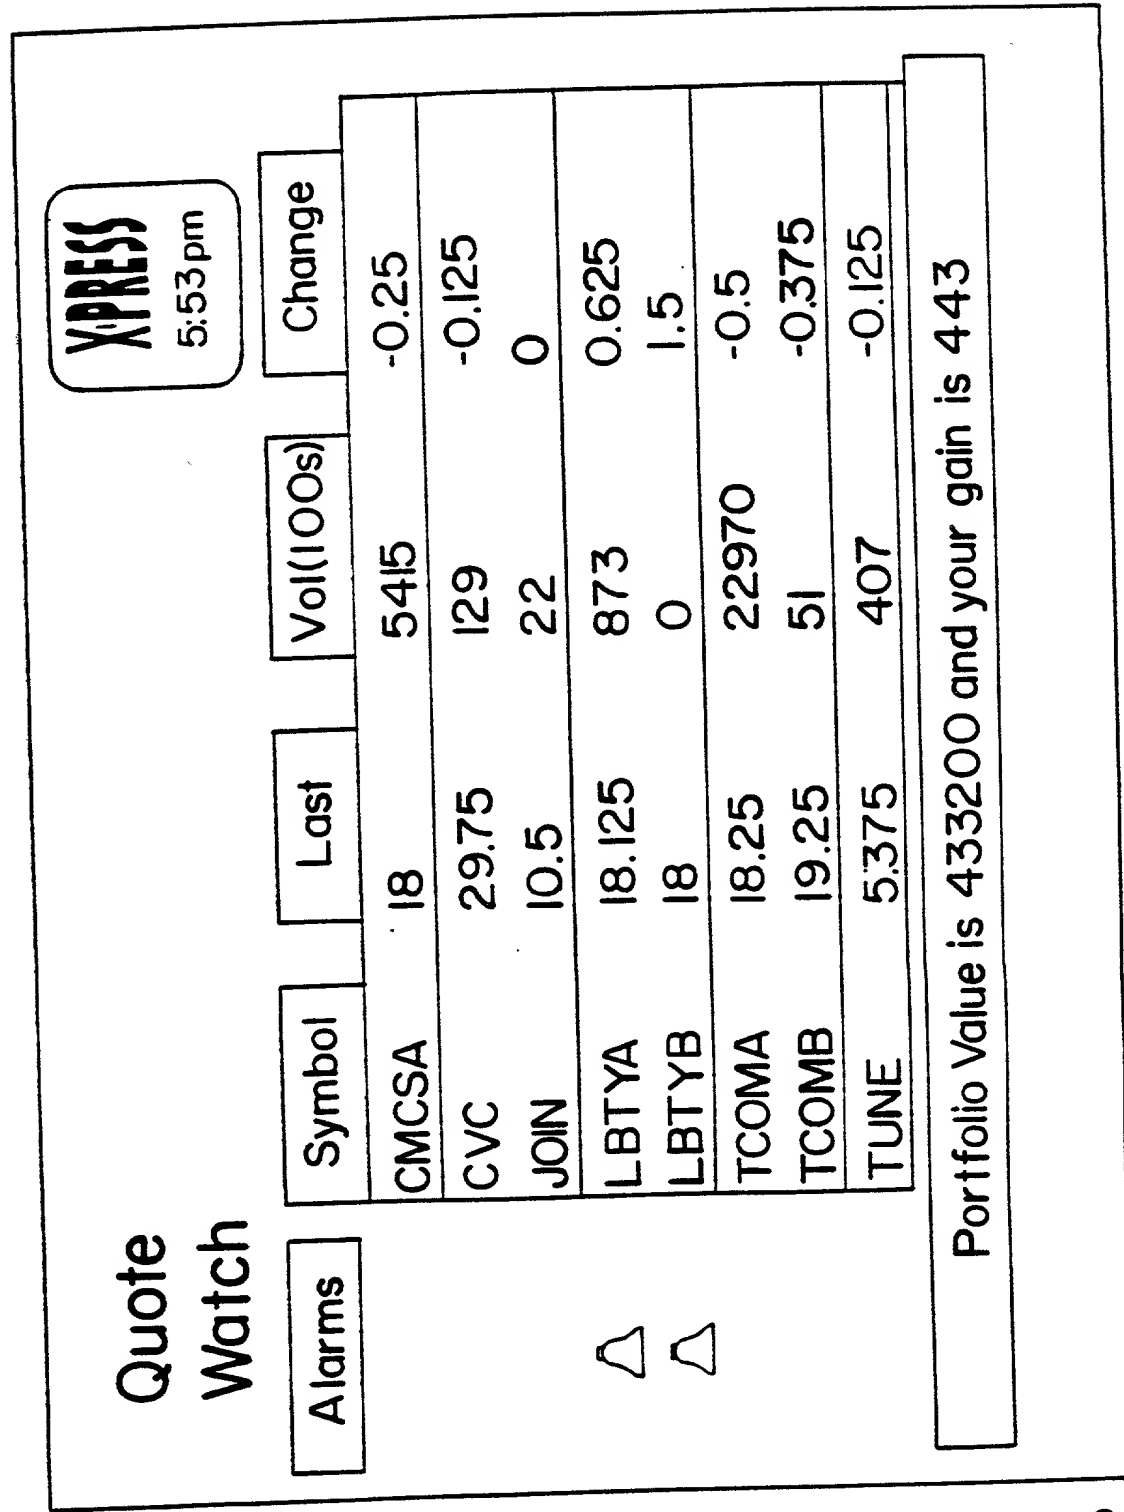 Quote
Watch
X·PRESS
5:53pm
Alarms Symbol Last Vol(100s) Change
CMCSA 18 5415 -0.25
CVC 29.75 129 -0.125
JOIN 10.5 22 0
LBTYA 18.125 873 0.625
LBTYB 18 0 1.5
TCOMA 18.25 22970 -0.5
TCOMB 19.25 51 -0.375
TUNE 5.375 407 -0.125
Portfolio Value is 433200 and your gain is 443